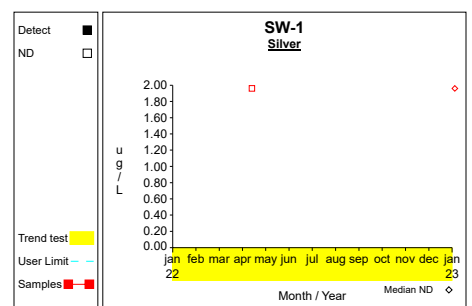 Detect
ND
Trend test
User Limit
Samples
SW-1
Silver
u
g
/
L
2.00
1.80
1.60
1.40
1.20
1.00
0.80
0.60
0.40
0.20
0.00
jan feb mar apr may jun jul aug sep oct nov dec jan
22 23
Month / Year
Median ND